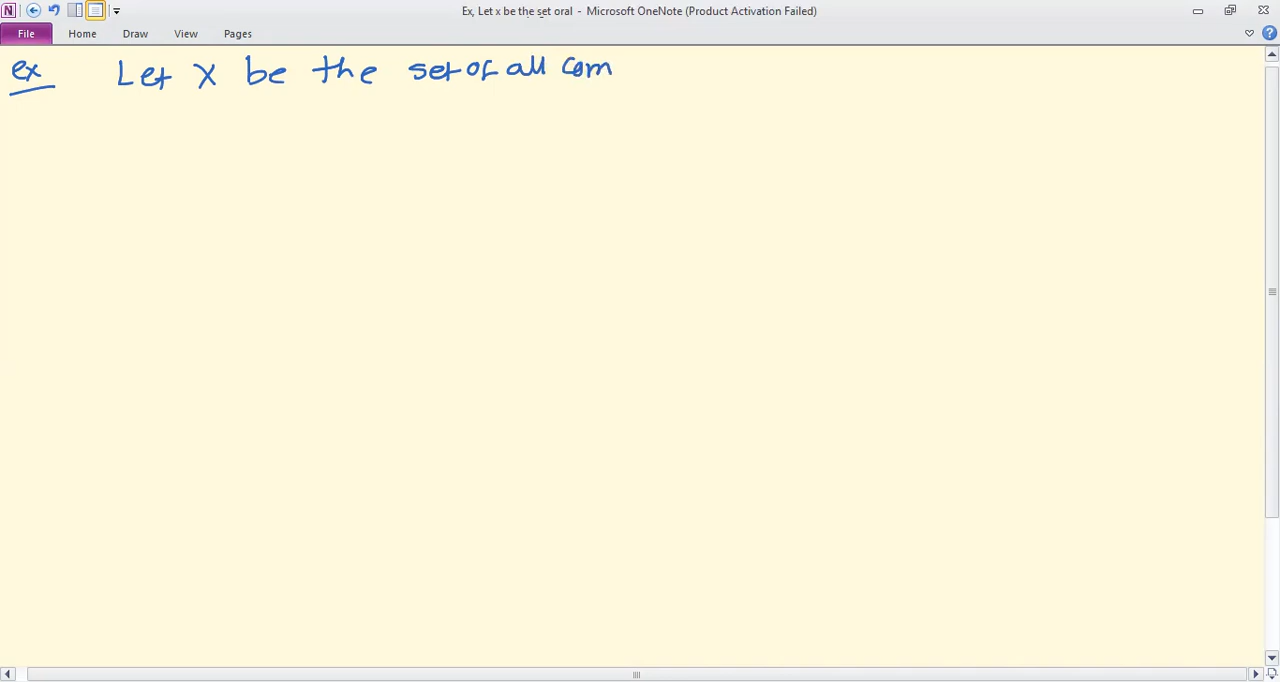 Ex, Let x be the set oral - Microsoft OneNote (Product Activation Failed)
File Home Draw View Pages
ex Let X be the set of all com